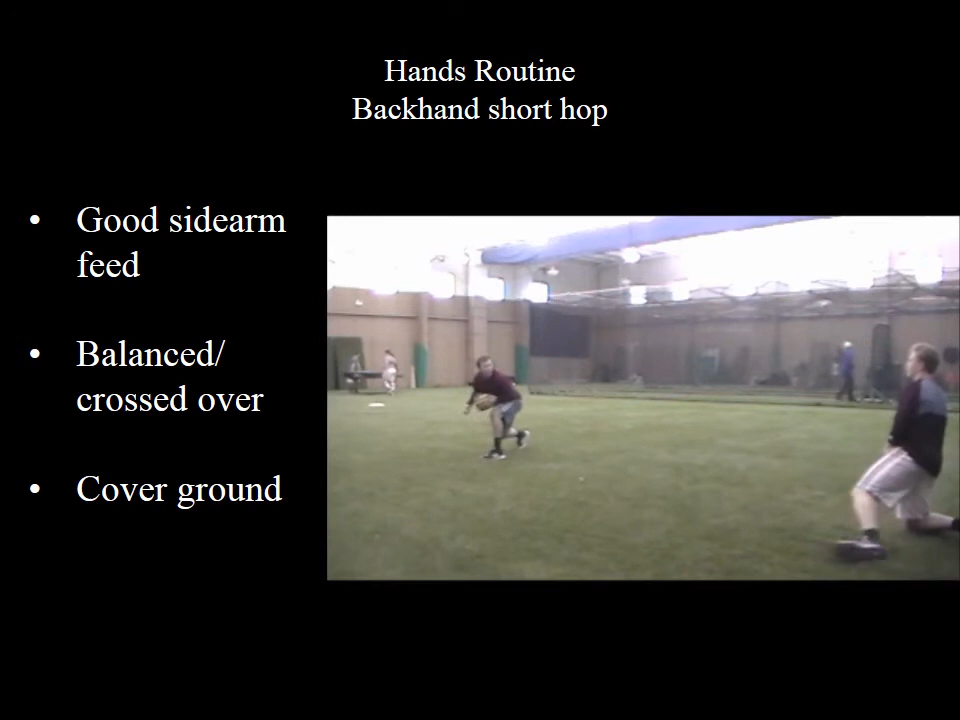 Hands Routine
Backhand short hop
• Good sidearm
feed
• Balanced/
crossed over
• Cover ground